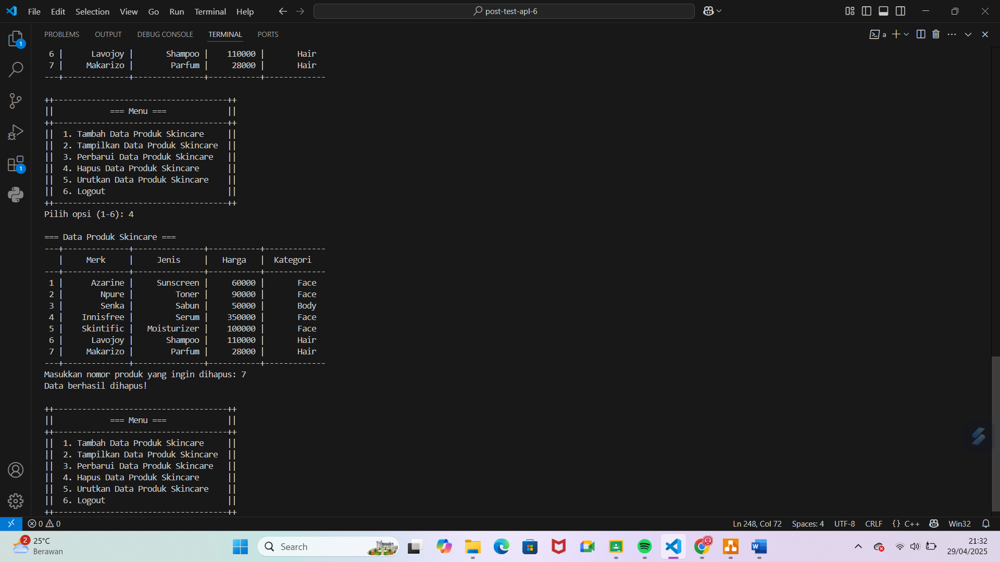 File Edit Selection View Go Run Terminal Help
post-test-apl-6
PROBLEMS OUTPUT DEBUG CONSOLE TERMINAL PORTS
a
1
 6 |      Lavojoy |       Shampoo |    110000 |       Hair
 7 |     Makarizo |        Parfum |     28000 |       Hair
---+--------------+---------------+-----------+-------------
++-------------------------------------++
||            === Menu ===             ||
++-------------------------------------++
||  1. Tambah Data Produk Skincare     ||
||  2. Tampilkan Data Produk Skincare  ||
||  3. Perbarui Data Produk Skincare   ||
||  4. Hapus Data Produk Skincare      ||
||  5. Urutkan Data Produk Skincare    ||
||  6. Logout                          ||
++-------------------------------------++
1
Pilih opsi (1-6): 4
=== Data Produk Skincare ===
---+--------------+---------------+-----------+-------------
   |     Merk     |     Jenis     |   Harga   |  Kategori
---+--------------+---------------+-----------+-------------
 1 |      Azarine |     Sunscreen |     60000 |       Face
 2 |        Npure |         Toner |     90000 |       Face
 3 |        Senka |         Sabun |     50000 |       Body
 4 |    Innisfree |         Serum |    350000 |       Face
 5 |    Skintific |   Moisturizer |    100000 |       Face
 6 |      Lavojoy |       Shampoo |    110000 |       Hair
 7 |     Makarizo |        Parfum |     28000 |       Hair
---+--------------+---------------+-----------+-------------
Masukkan nomor produk yang ingin dihapus: 7
Data berhasil dihapus!
++-------------------------------------++
||            === Menu ===             ||
++-------------------------------------++
||  1. Tambah Data Produk Skincare     ||
||  2. Tampilkan Data Produk Skincare  ||
||  3. Perbarui Data Produk Skincare   ||
||  4. Hapus Data Produk Skincare      ||
||  5. Urutkan Data Produk Skincare    ||
||  6. Logout                          ||
++-------------------------------------++
0 0 Ln 248, Col 72 Spaces: 4 UTF-8 CRLF {} C++ Win32
2 25°C
Berawan
Search
W
21:32
29/04/2025